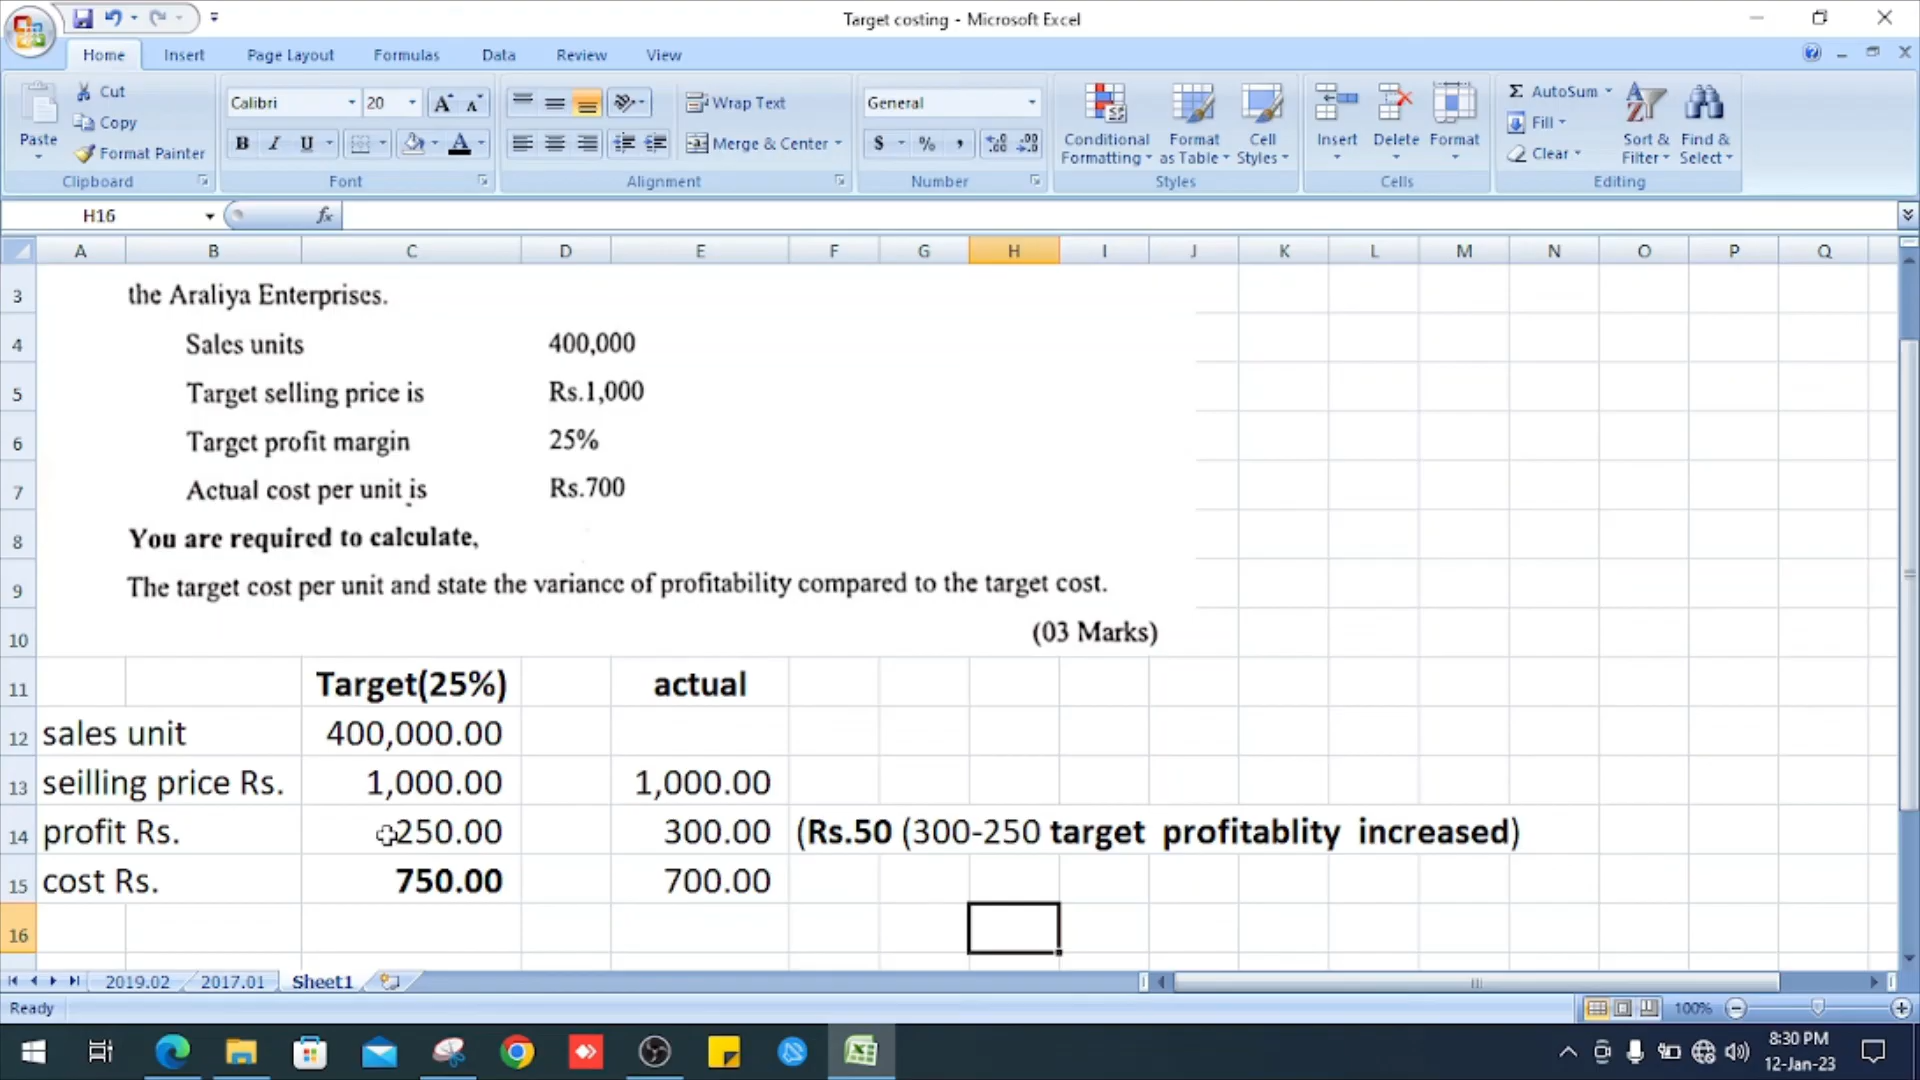 Target costing - Microsoft Excel
Home Insert Page Layout Formulas Data Review View
Paste
Cut
Copy
Format Painter
Clipboard
Calibri 20
B I U
Font
Wrap Text
Merge & Center
Alignment
General
$ % ,
Number
Conditional Formatting
Format as Table
Cell Styles
Styles
Insert Delete Format
Cells
AutoSum
Fill
Clear
Sort & Filter
Find & Select
Editing
H16 fx
A B C D E F G H I J K L M N O P Q
3 the Araliya Enterprises.
4 Sales units 400,000
5 Target selling price is Rs.1,000
6 Target profit margin 25%
7 Actual cost per unit is Rs.700
8 You are required to calculate,
9 The target cost per unit and state the variance of profitability compared to the target cost.
10 (03 Marks)
11 Target(25%) actual
12 sales unit 400,000.00
13 seilling price Rs. 1,000.00 1,000.00
14 profit Rs. 250.00 300.00 (Rs.50 (300-250 target profitablity increased)
15 cost Rs. 750.00 700.00
16
2019.02 2017.01 Sheet1
Ready 100%
8:30 PM
12-Jan-23